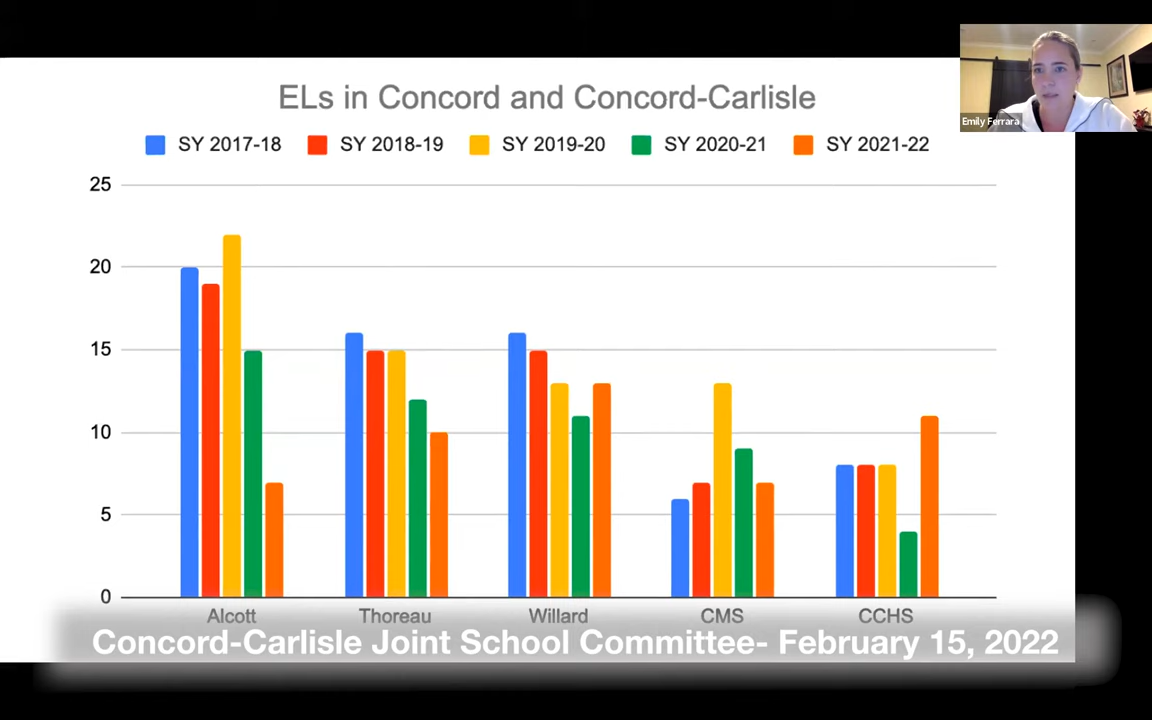 Emily Ferrara
ELs in Concord and Concord-Carlisle
SY 2017-18 SY 2018-19 SY 2019-20 SY 2020-21 SY 2021-22
25
20
15
10
5
0
Alcott Thoreau Willard CMS CCHS
Concord-Carlisle Joint School Committee- February 15, 2022